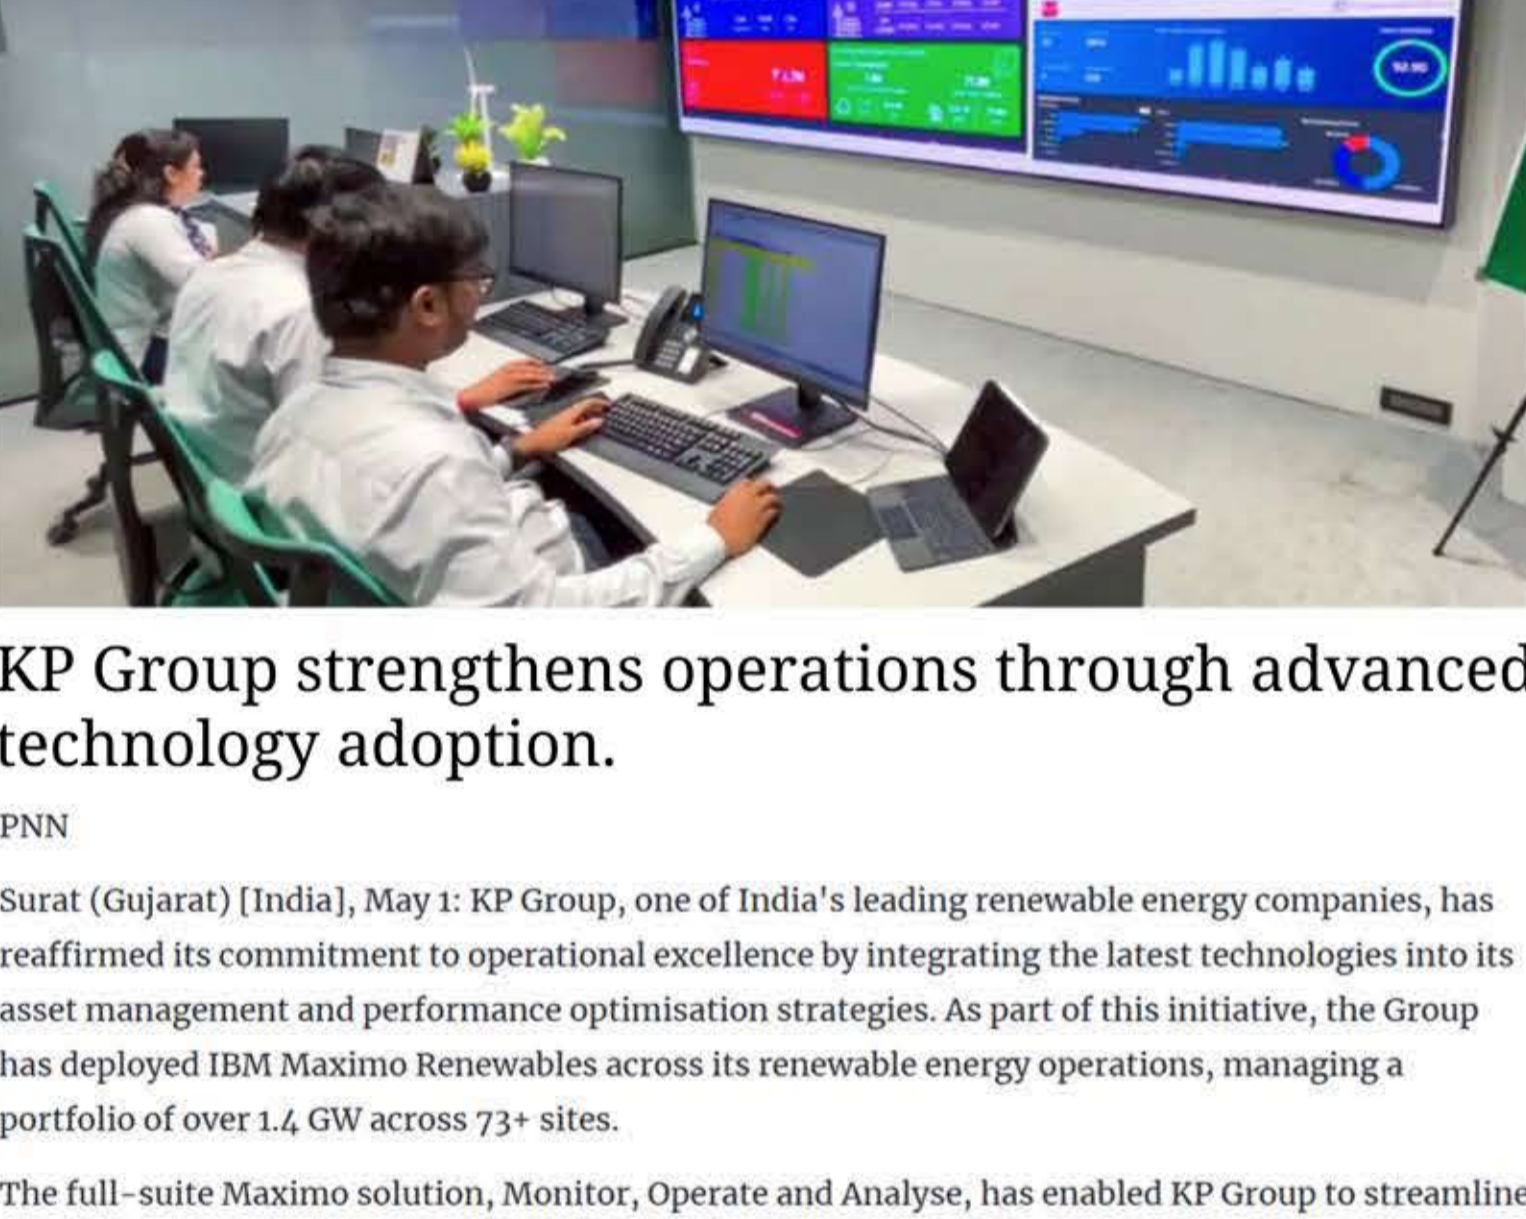 KP Group strengthens operations through advanced
technology adoption.
PNN
Surat (Gujarat) [India], May 1: KP Group, one of India's leading renewable energy companies, has
reaffirmed its commitment to operational excellence by integrating the latest technologies into its
asset management and performance optimisation strategies. As part of this initiative, the Group
has deployed IBM Maximo Renewables across its renewable energy operations, managing a
portfolio of over 1.4 GW across 73+ sites.
The full-suite Maximo solution, Monitor, Operate and Analyse, has enabled KP Group to streamline